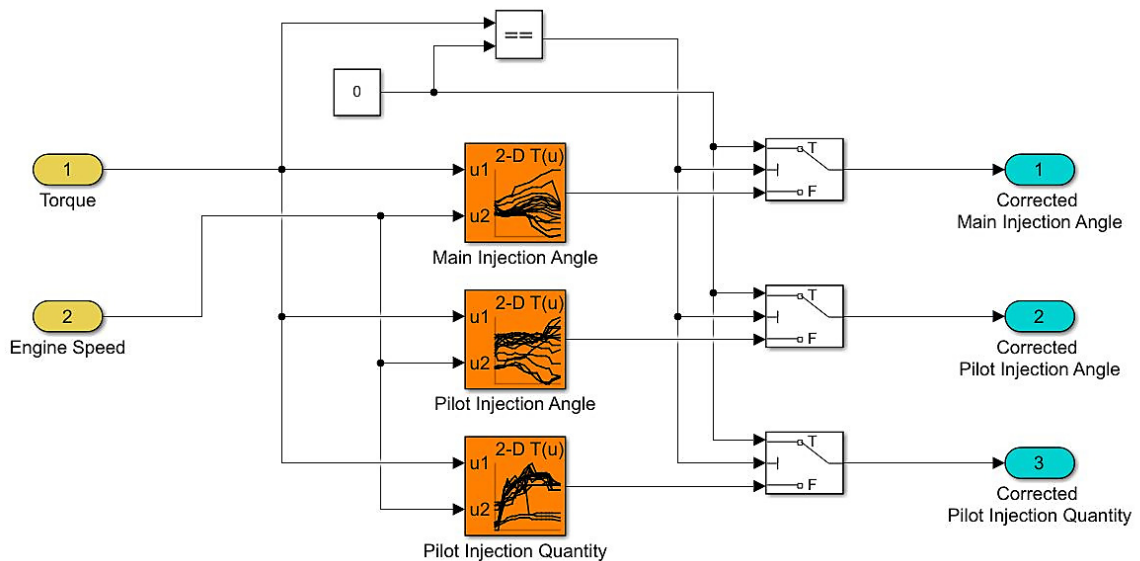 ==
0
1
Torque
2-D T(u)
u1
u2
Main Injection Angle
T
F
1
Corrected
Main Injection Angle
2
Engine Speed
2-D T(u)
u1
u2
Pilot Injection Angle
T
F
2
Corrected
Pilot Injection Angle
2-D T(u)
u1
u2
Pilot Injection Quantity
T
F
3
Corrected
Pilot Injection Quantity